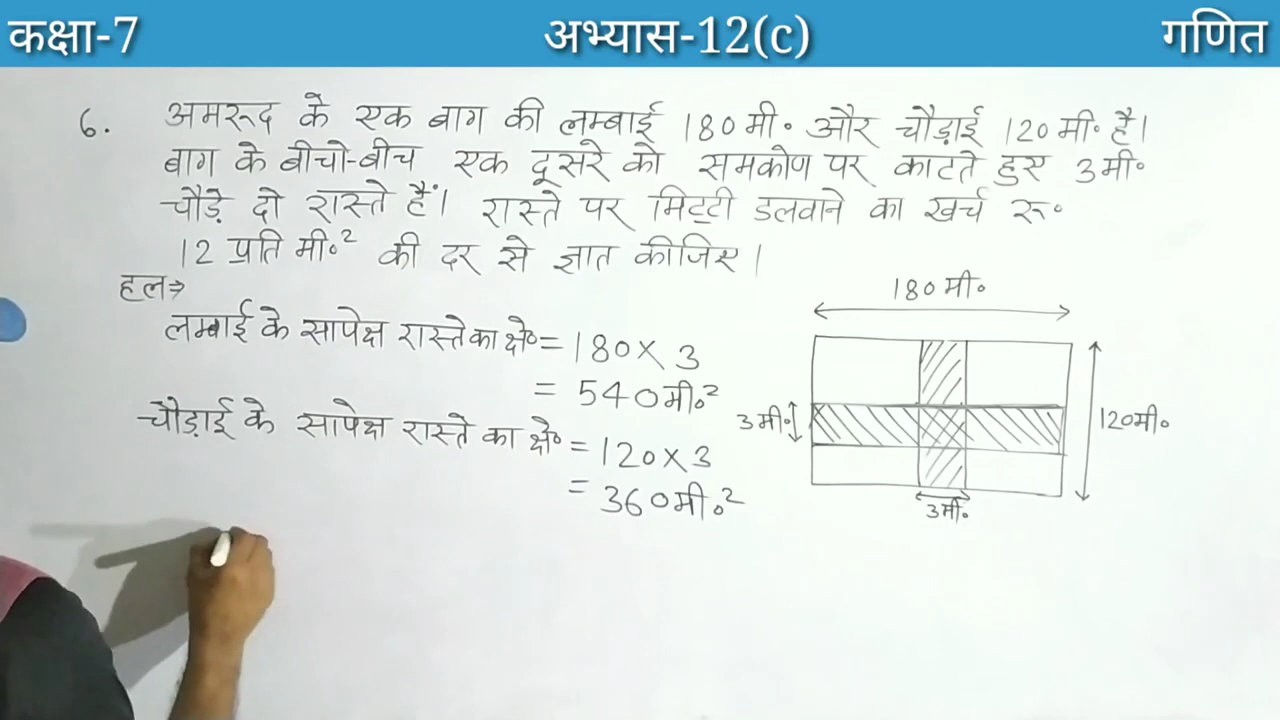 कक्षा-7
अभ्यास-12(c)
गणित
6. अमरूद के एक बाग की लम्बाई 180 मी॰ और चौड़ाई 120 मी॰ है।
बाग के बीचो-बीच एक दूसरे को समकोण पर काटते हुए 3 मी॰
चौड़े दो रास्ते हैं। रास्ते पर मिट्टी डलवाने का खर्च रू॰
12 प्रति मी॰² की दर से ज्ञात कीजिए।
हल⇒
लम्बाई के सापेक्ष रास्ते का क्षे॰ = 180 × 3
= 540 मी॰²
चौड़ाई के सापेक्ष रास्ते का क्षे॰ = 120 × 3
= 360 मी॰²
180 मी॰
3 मी॰
120 मी॰
3 मी॰